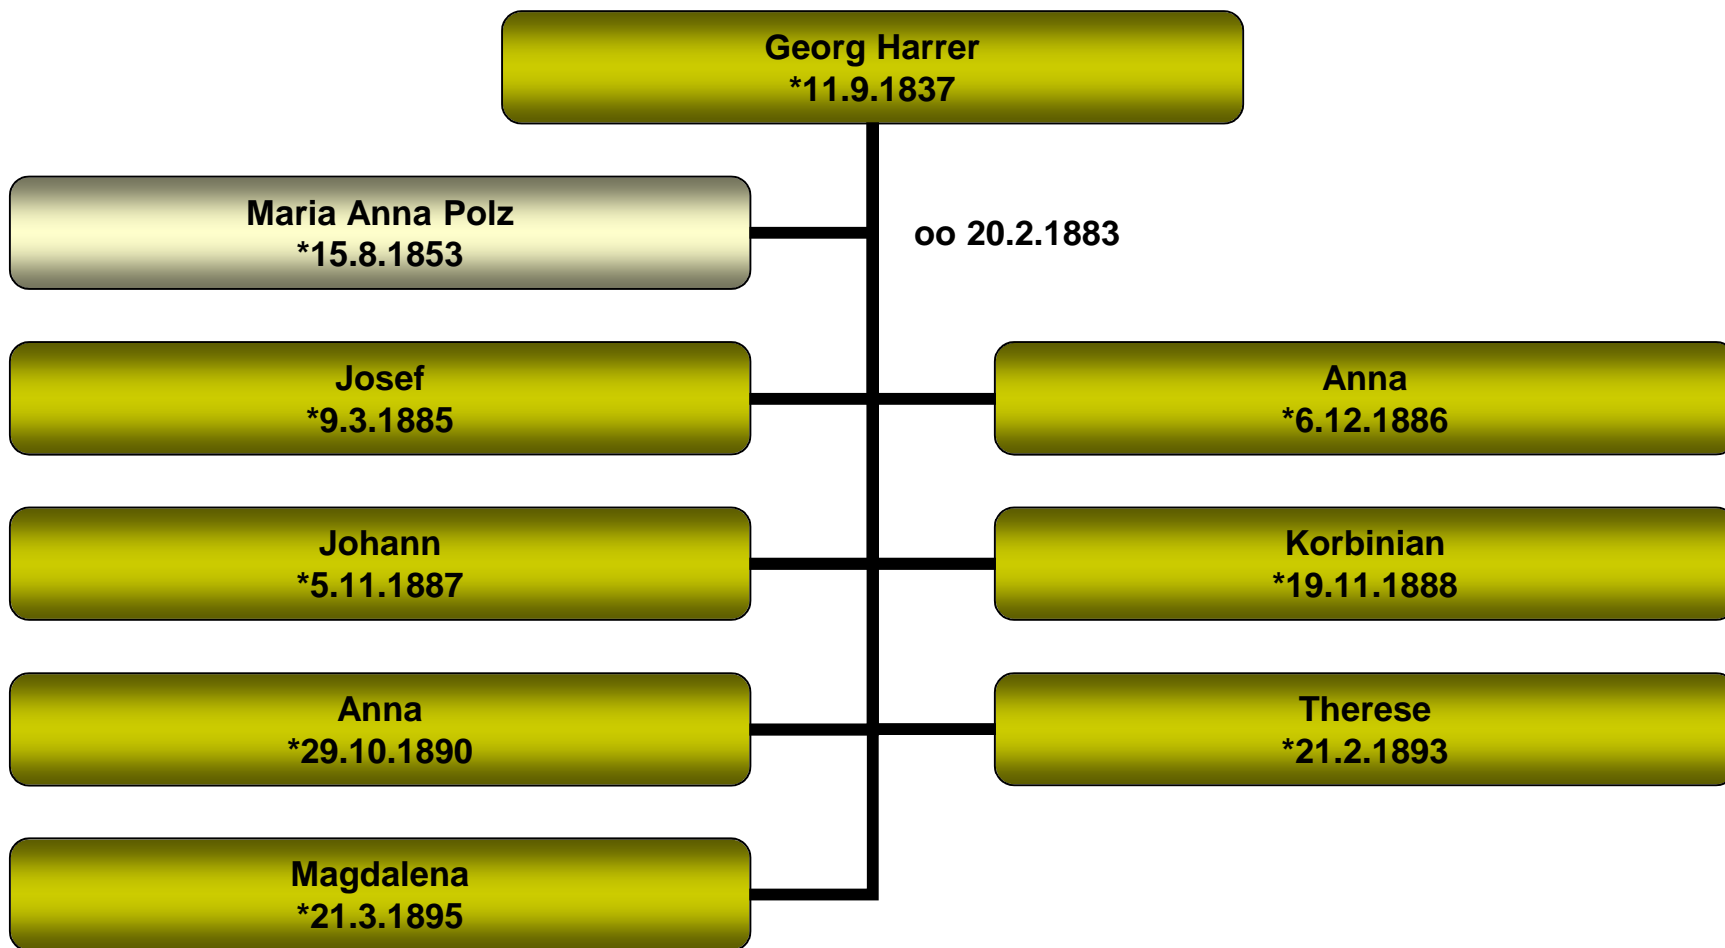 Georg Harrer
*11.9.1837
Maria Anna Polz
*15.8.1853
oo 20.2.1883
Josef
*9.3.1885
Anna
*6.12.1886
Johann
*5.11.1887
Korbinian
*19.11.1888
Anna
*29.10.1890
Therese
*21.2.1893
Magdalena
*21.3.1895